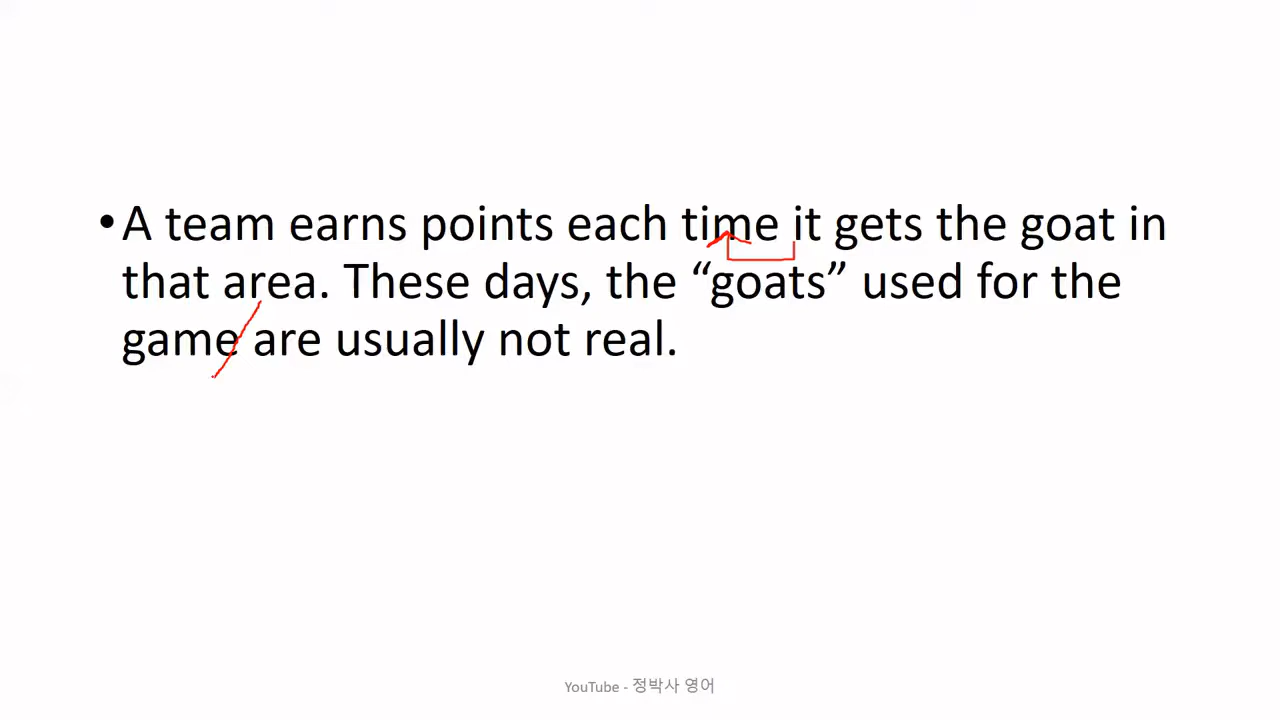 •A team earns points each time it gets the goat in
that area. These days, the “goats” used for the
game are usually not real.
YouTube - 정박사 영어